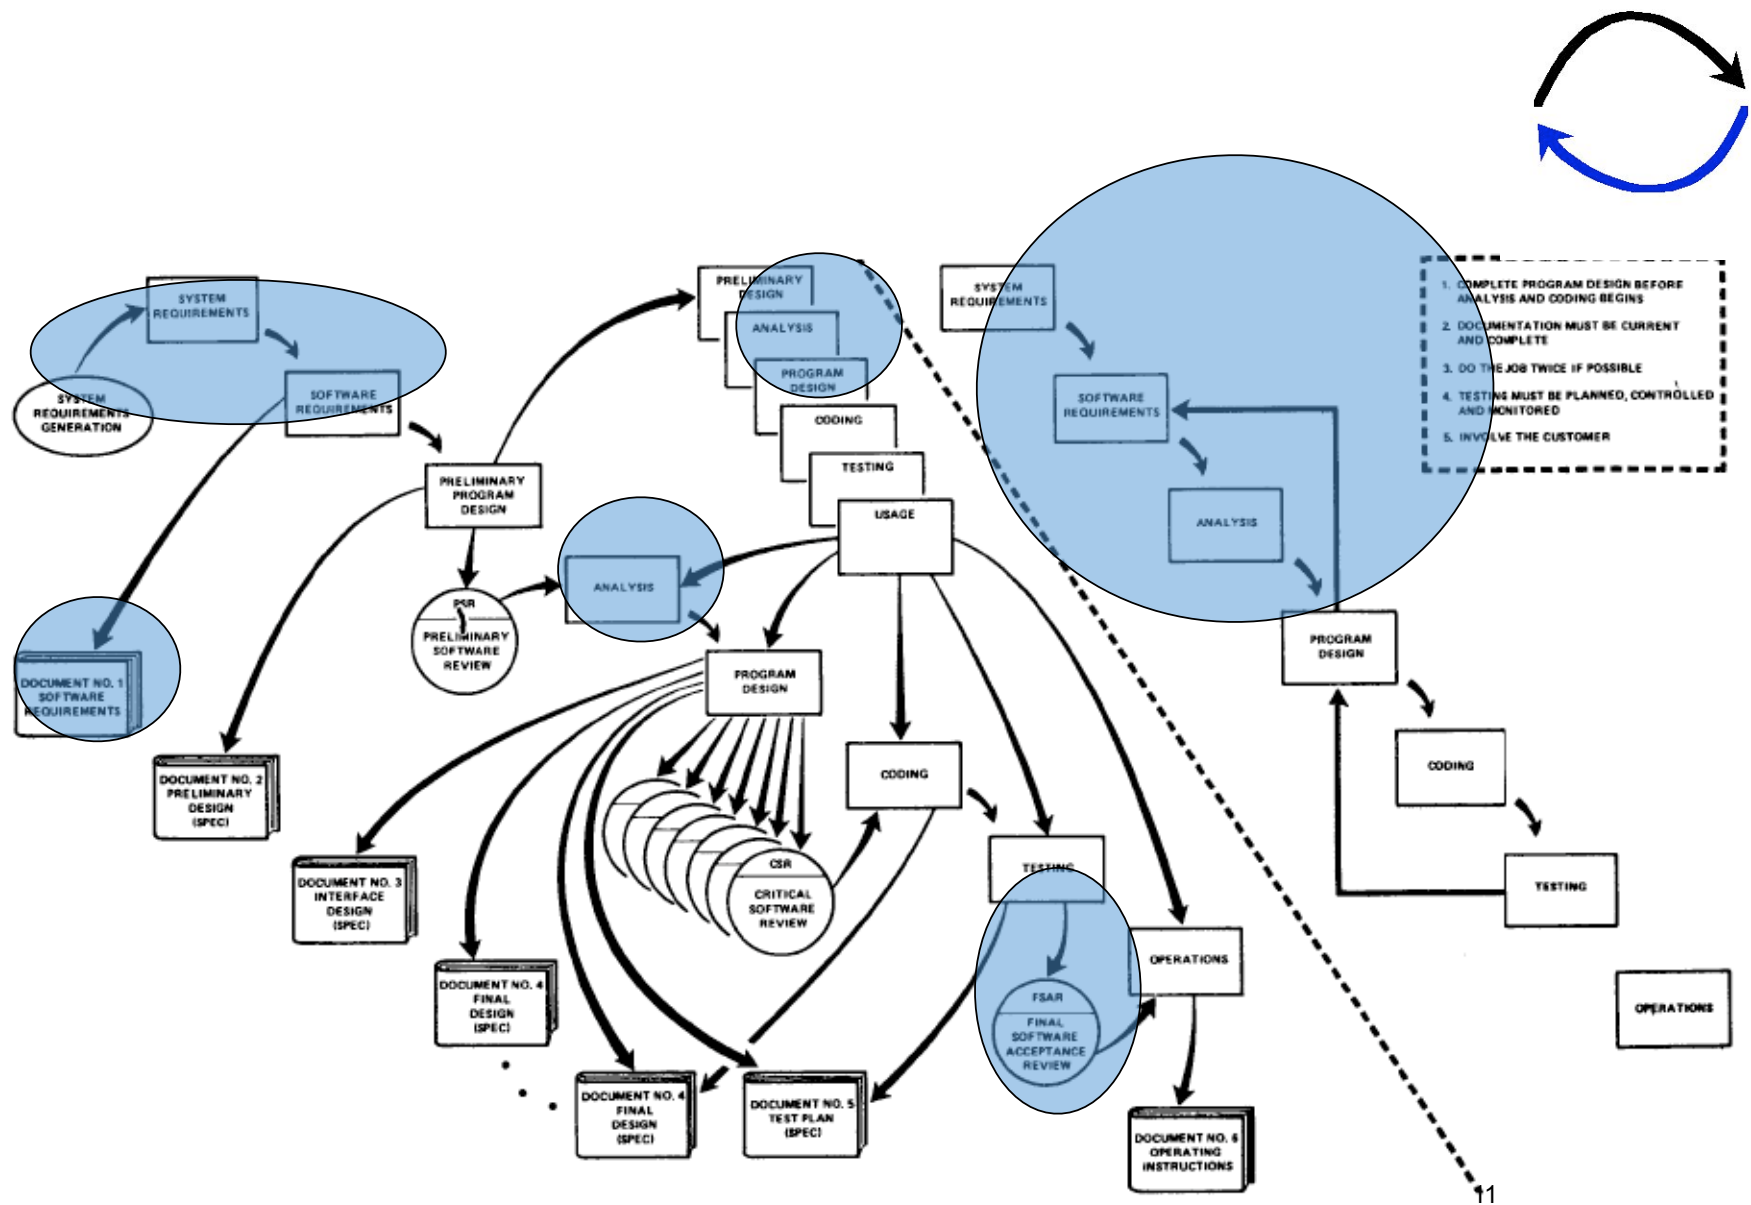 SYSTEM
REQUIREMENTS
SYSTEM
REQUIREMENTS
GENERATION
SOFTWARE
REQUIREMENTS
PRELIMINARY
PROGRAM
DESIGN
PSR
PRELIMINARY
SOFTWARE
REVIEW
DOCUMENT NO. 1
SOFTWARE
REQUIREMENTS
DOCUMENT NO. 2
PRELIMINARY
DESIGN
(SPEC)
DOCUMENT NO. 3
INTERFACE
DESIGN
(SPEC)
DOCUMENT NO. 4
FINAL
DESIGN
(SPEC)
DOCUMENT NO. 4
FINAL
DESIGN
(SPEC)
DOCUMENT NO. 5
TEST PLAN
(SPEC)
PRELIMINARY
DESIGN
ANALYSIS
PROGRAM
DESIGN
CODING
TESTING
USAGE
ANALYSIS
PROGRAM
DESIGN
CSR
CRITICAL
SOFTWARE
REVIEW
CODING
TESTING
FSAR
FINAL
SOFTWARE
ACCEPTANCE
REVIEW
OPERATIONS
DOCUMENT NO. 6
OPERATING
INSTRUCTIONS
SYSTEM
REQUIREMENTS
SOFTWARE
REQUIREMENTS
ANALYSIS
PROGRAM
DESIGN
CODING
TESTING
OPERATIONS
1. COMPLETE PROGRAM DESIGN BEFORE
ANALYSIS AND CODING BEGINS
2. DOCUMENTATION MUST BE CURRENT
AND COMPLETE
3. DO THE JOB TWICE IF POSSIBLE
4. TESTING MUST BE PLANNED, CONTROLLED
AND MONITORED
5. INVOLVE THE CUSTOMER
11